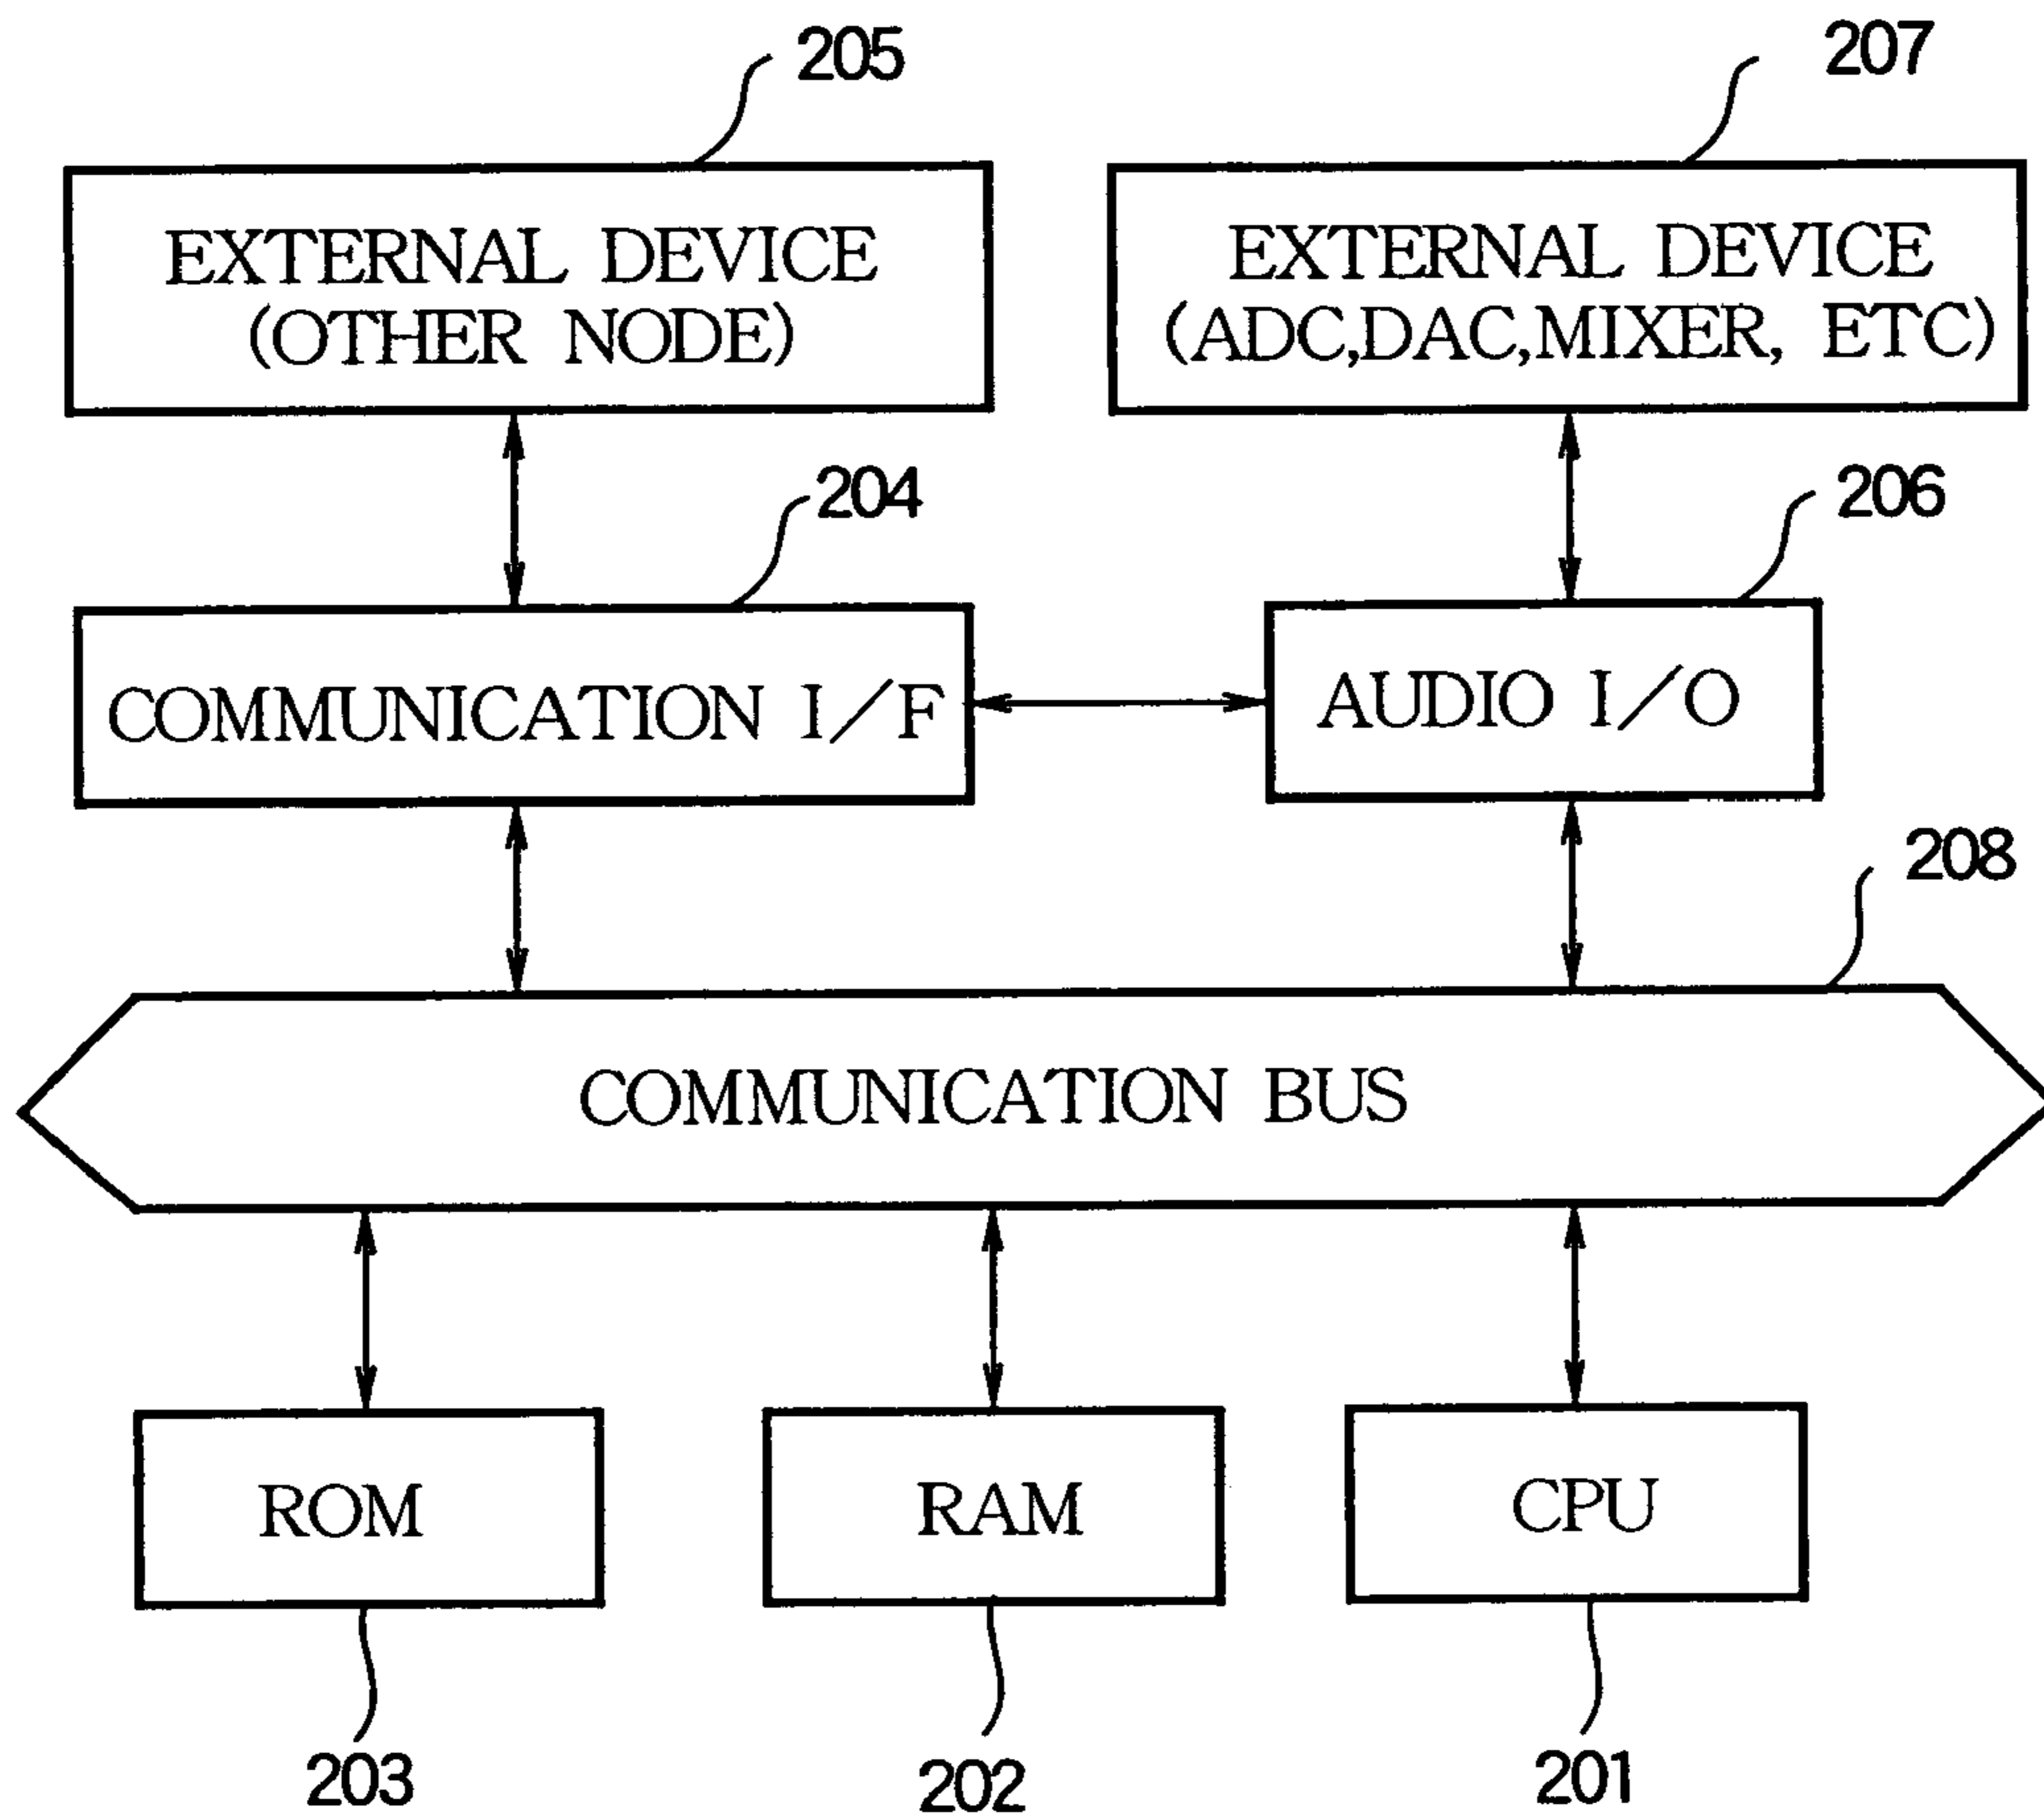 205
207
EXTERNAL DEVICE
(OTHER NODE)
EXTERNAL DEVICE
(ADC,DAC,MIXER, ETC)
204
206
COMMUNICATION I/F
AUDIO I/O
208
COMMUNICATION BUS
ROM
RAM
CPU
203
202
201